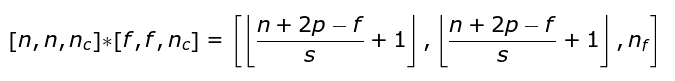 [n, n, n_c] * [f, f, n_c] = [⌊(n + 2p − f)/s + 1⌋, ⌊(n + 2p − f)/s + 1⌋, n_f]